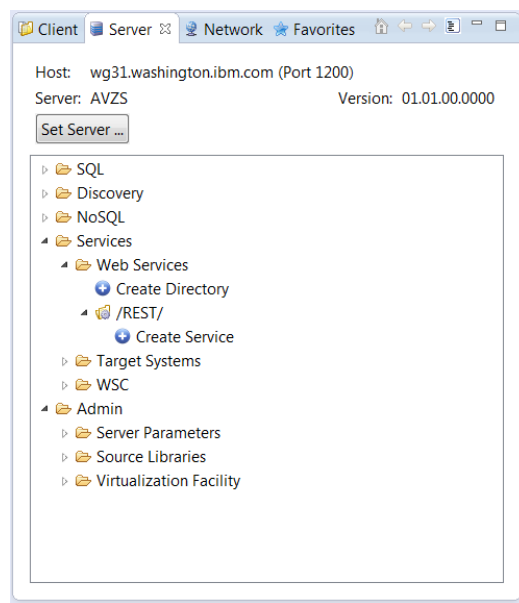 Client Server Network Favorites
Host: wg31.washington.ibm.com (Port 1200)
Server: AVZS Version: 01.01.00.0000
Set Server ...
SQL
Discovery
NoSQL
Services
Web Services
Create Directory
/REST/
Create Service
Target Systems
WSC
Admin
Server Parameters
Source Libraries
Virtualization Facility